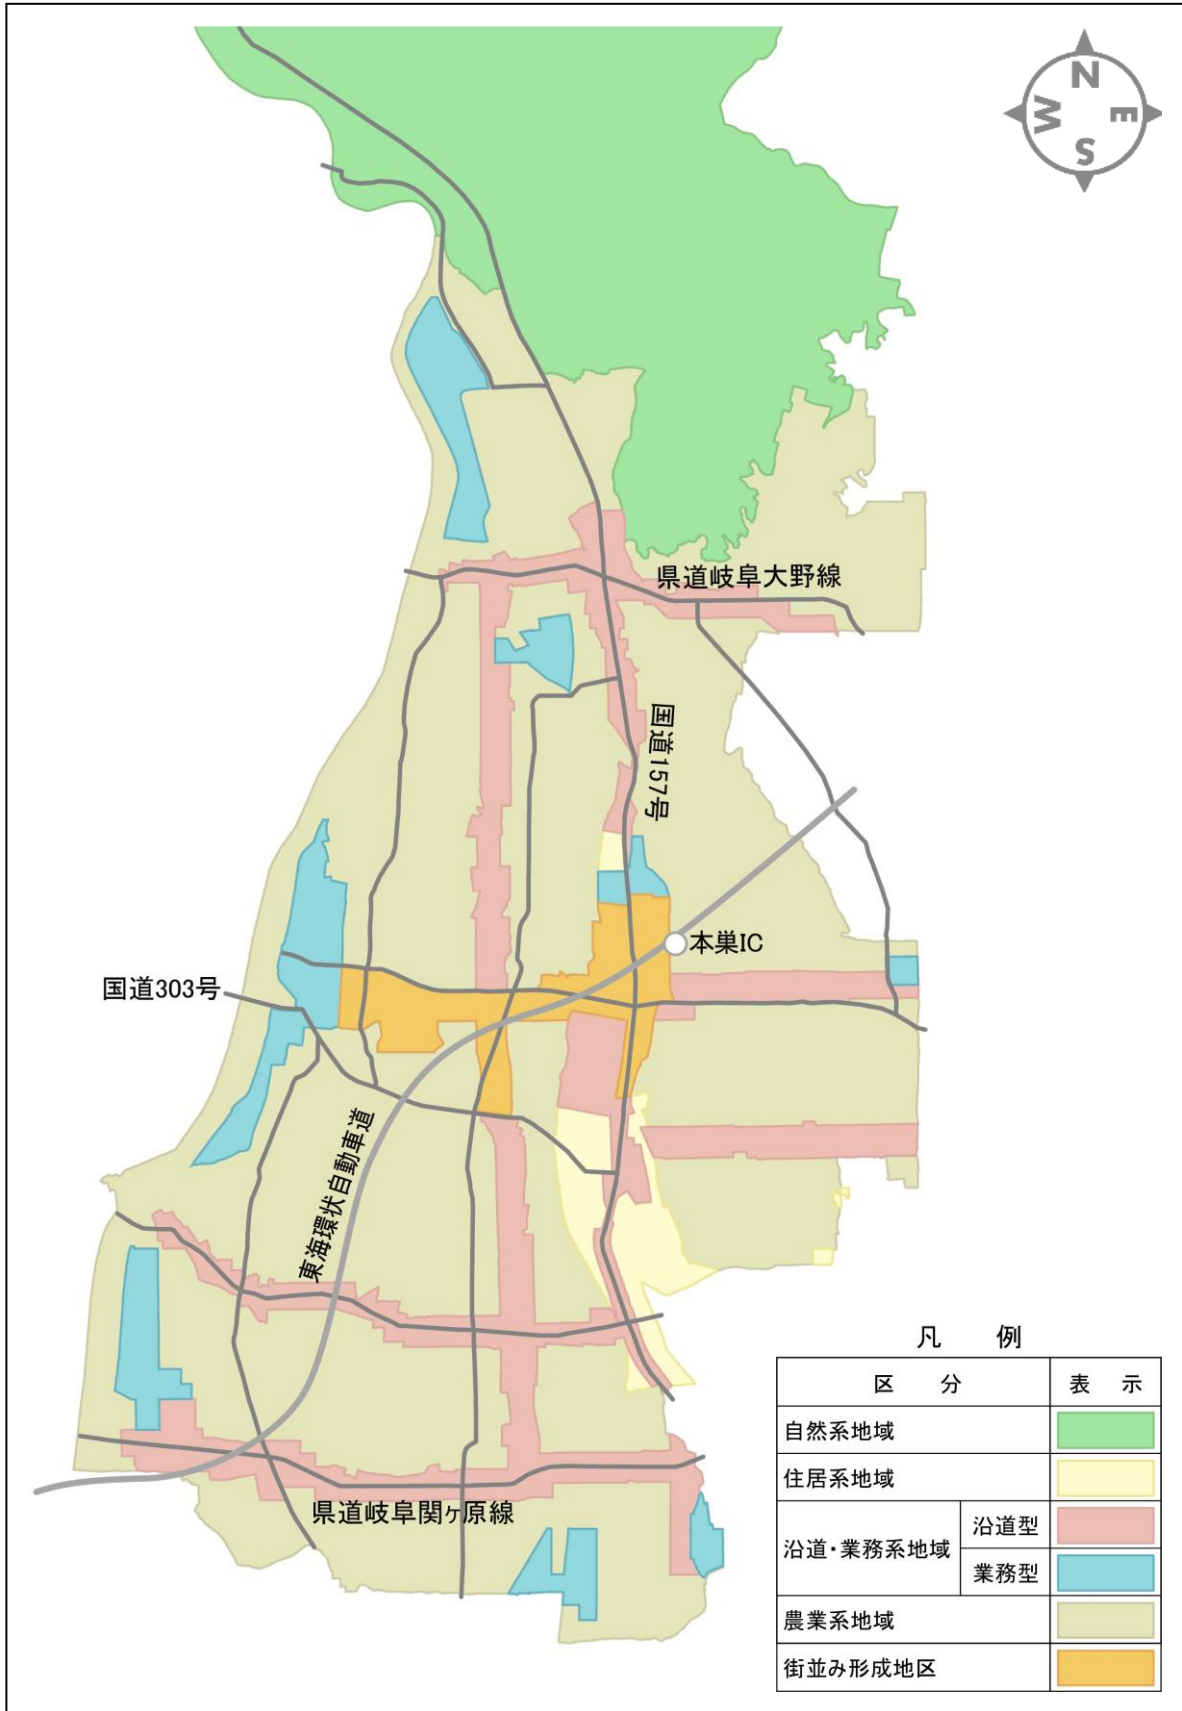 N
W
E
S
県道岐阜大野線
国道157号
本巣IC
国道303号
東海環状自動車道
県道岐阜関ヶ原線
凡 例
区 分 表 示
自然系地域
住居系地域
沿道・業務系地域 沿道型
業務型
農業系地域
街並み形成地区